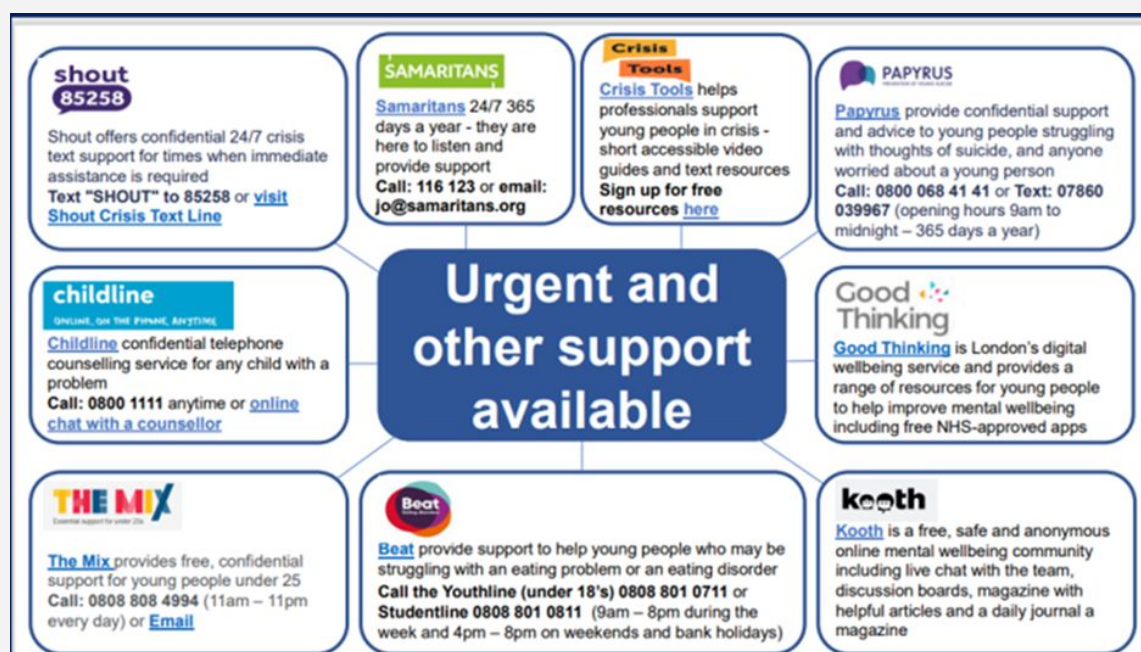 shout
85258
Shout offers confidential 24/7 crisis
text support for times when immediate
assistance is required
Text "SHOUT" to 85258 or visit
Shout Crisis Text Line
SAMARITANS
Samaritans 24/7 365
days a year - they are
here to listen and
provide support
Call: 116 123 or email:
jo@samaritans.org
Crisis
Tools
Crisis Tools helps
professionals support
young people in crisis -
short accessible video
guides and text resources
Sign up for free
resources here
PAPYRUS
PREVENTION OF YOUNG SUICIDE
Papyrus provide confidential support
and advice to young people struggling
with thoughts of suicide, and anyone
worried about a young person
Call: 0800 068 41 41 or Text: 07860
039967 (opening hours 9am to
midnight – 365 days a year)
Urgent and
other support
available
childline
ONLINE, ON THE PHONE, ANYTIME
Childline confidential telephone
counselling service for any child with a
problem
Call: 0800 1111 anytime or online
chat with a counsellor
Good
Thinking
Good Thinking is London's digital
wellbeing service and provides a
range of resources for young people
to help improve mental wellbeing
including free NHS-approved apps
THE MIX
Essential support for under 25s
The Mix provides free, confidential
support for young people under 25
Call: 0808 808 4994 (11am – 11pm
every day) or Email
Beat
Eating disorders
Beat provide support to help young people who may be
struggling with an eating problem or an eating disorder
Call the Youthline (under 18's) 0808 801 0711 or
Studentline 0808 801 0811 (9am – 8pm during the
week and 4pm – 8pm on weekends and bank holidays)
kooth
Kooth is a free, safe and anonymous
online mental wellbeing community
including live chat with the team,
discussion boards, magazine with
helpful articles and a daily journal a
magazine